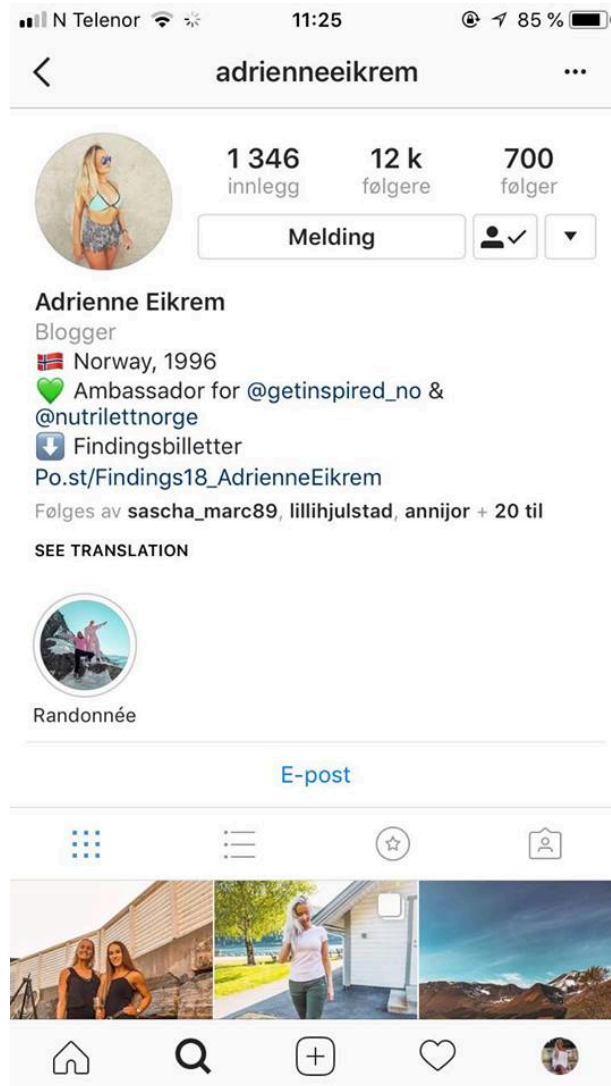 N Telenor 11:25 85 %
adrienneeikrem
1 346 12 k 700
innlegg følgere følger
Melding
Adrienne Eikrem
Blogger
Norway, 1996
Ambassador for @getinspired_no &
@nutrilettnorge
Findingsbilletter
Po.st/Findings18_AdrienneEikrem
Følges av sascha_marc89, lillihjulstad, annijor + 20 til
SEE TRANSLATION
Randonnée
E-post